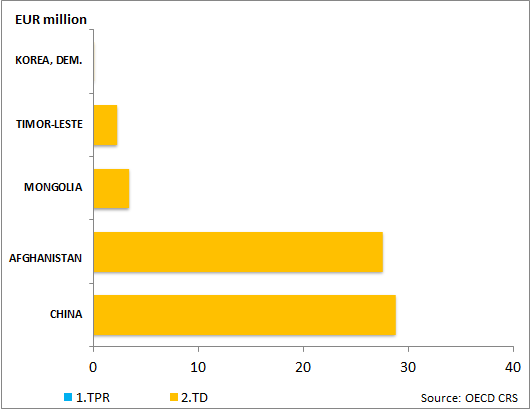 EUR million
KOREA, DEM.
TIMOR-LESTE
MONGOLIA
AFGHANISTAN
CHINA
0 10 20 30 40
1.TPR 2.TD Source: OECD CRS